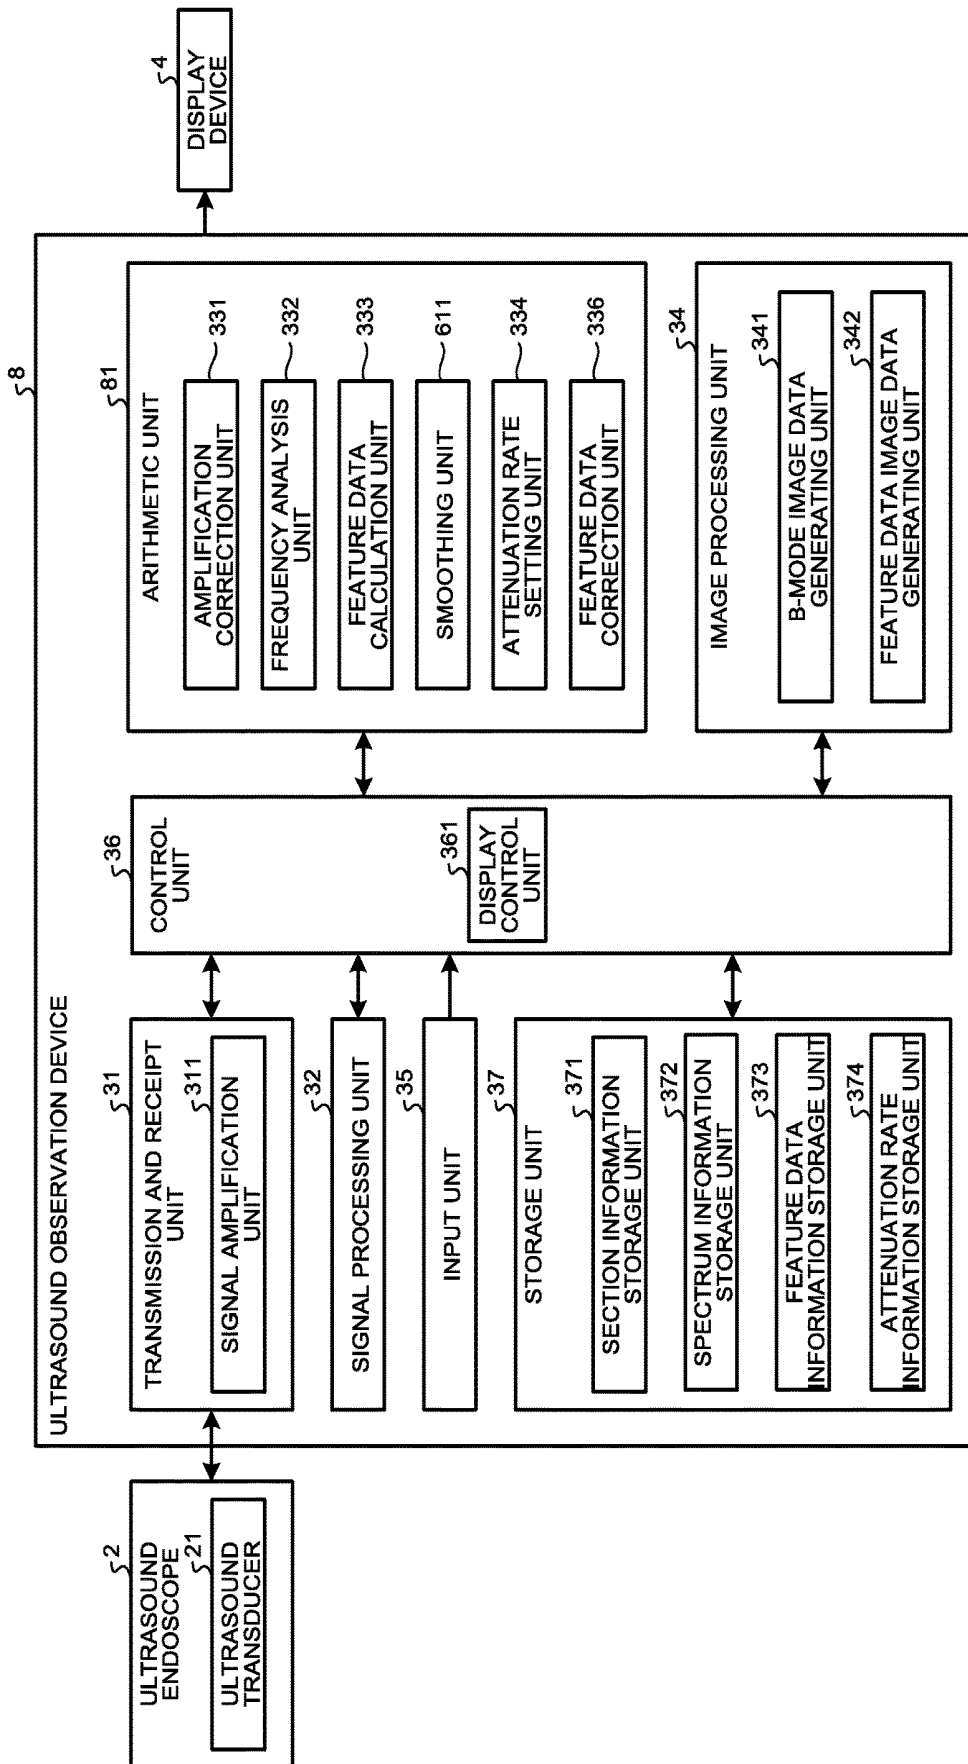 ULTRASOUND OBSERVATION DEVICE
8
2
ULTRASOUND
ENDOSCOPE
21
ULTRASOUND
TRANSDUCER
31
TRANSMISSION AND RECEIPT
UNIT
311
SIGNAL AMPLIFICATION
UNIT
32
SIGNAL PROCESSING UNIT
35
INPUT UNIT
37
STORAGE UNIT
371
SECTION INFORMATION
STORAGE UNIT
372
SPECTRUM INFORMATION
STORAGE UNIT
373
FEATURE DATA
INFORMATION STORAGE UNIT
374
ATTENUATION RATE
INFORMATION STORAGE UNIT
36
CONTROL
UNIT
361
DISPLAY
CONTROL
UNIT
81
ARITHMETIC UNIT
AMPLIFICATION
CORRECTION UNIT
331
FREQUENCY ANALYSIS
UNIT
332
FEATURE DATA
CALCULATION UNIT
333
SMOOTHING UNIT
611
ATTENUATION RATE
SETTING UNIT
334
FEATURE DATA
CORRECTION UNIT
336
34
IMAGE PROCESSING UNIT
341
B-MODE IMAGE DATA
GENERATING UNIT
342
FEATURE DATA IMAGE DATA
GENERATING UNIT
4
DISPLAY
DEVICE